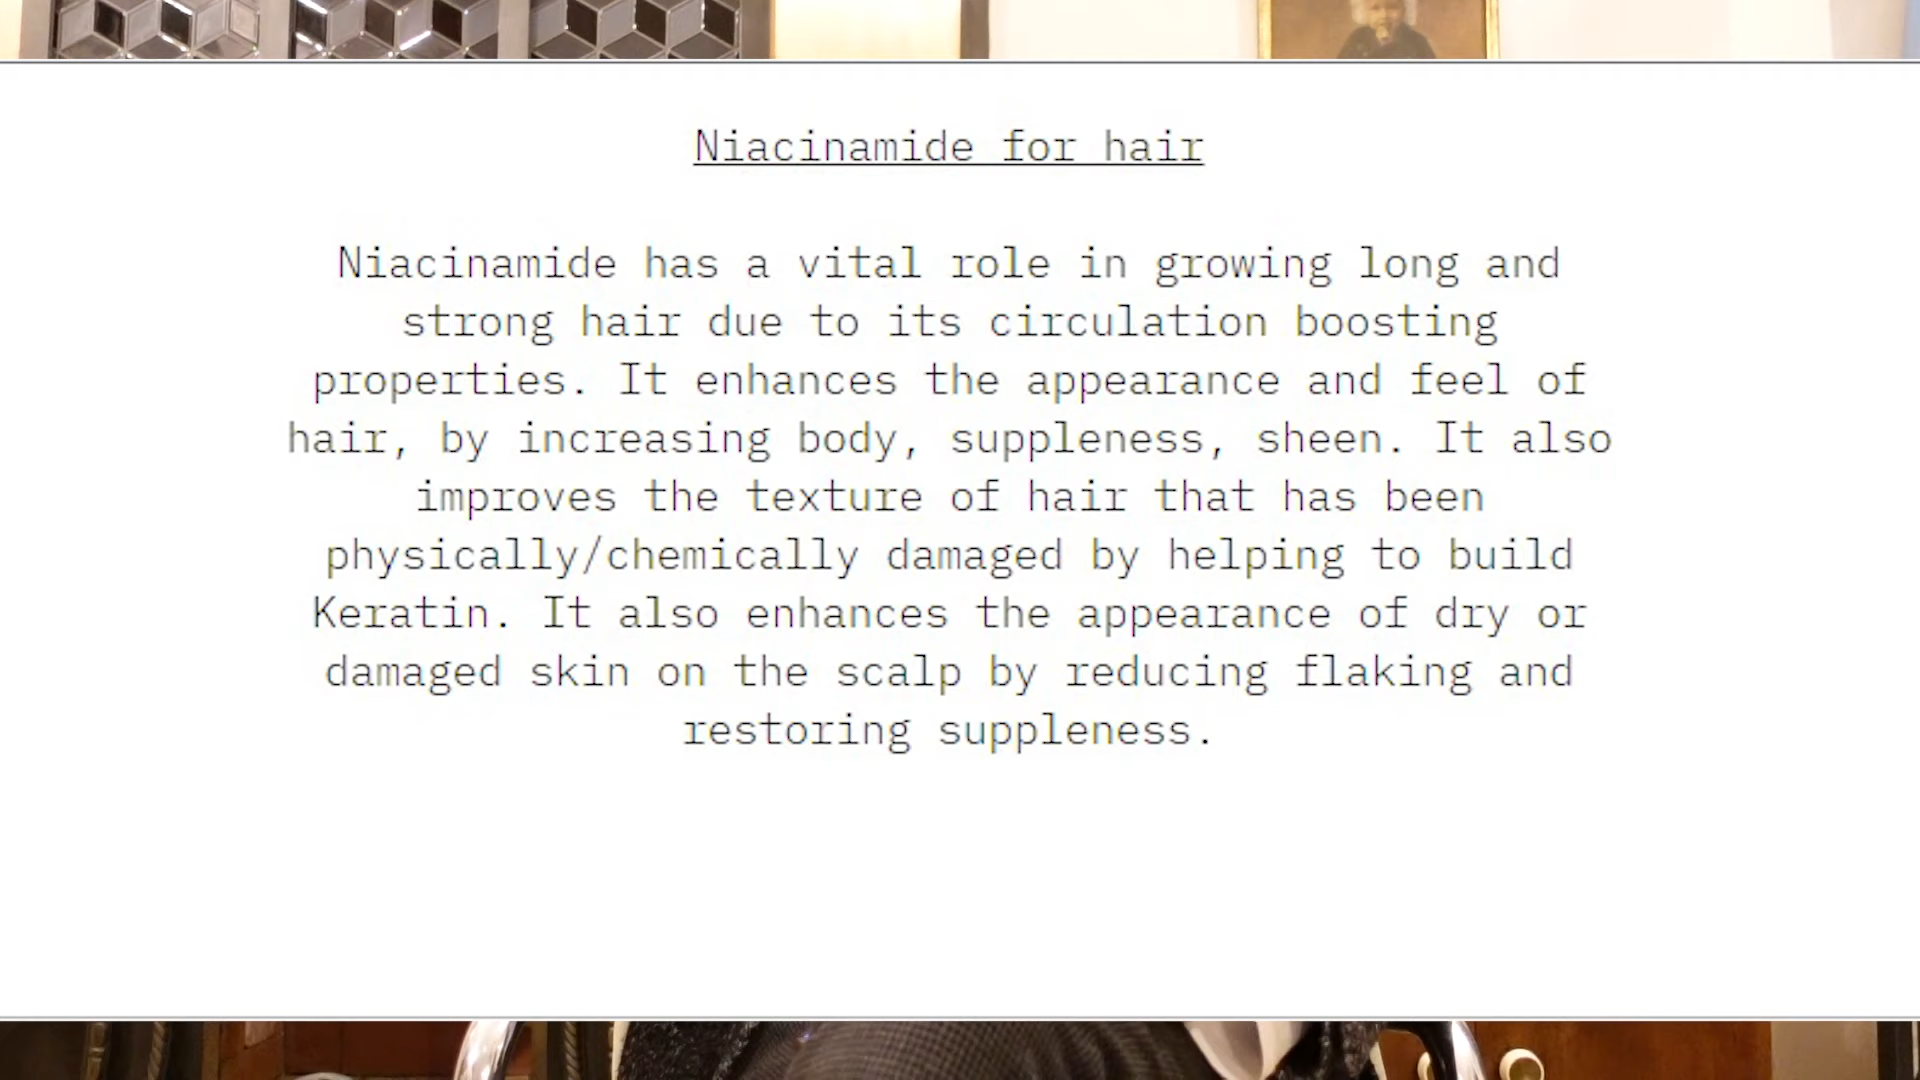 Niacinamide for hair
Niacinamide has a vital role in growing long and
strong hair due to its circulation boosting
properties. It enhances the appearance and feel of
hair, by increasing body, suppleness, sheen. It also
improves the texture of hair that has been
physically/chemically damaged by helping to build
Keratin. It also enhances the appearance of dry or
damaged skin on the scalp by reducing flaking and
restoring suppleness.